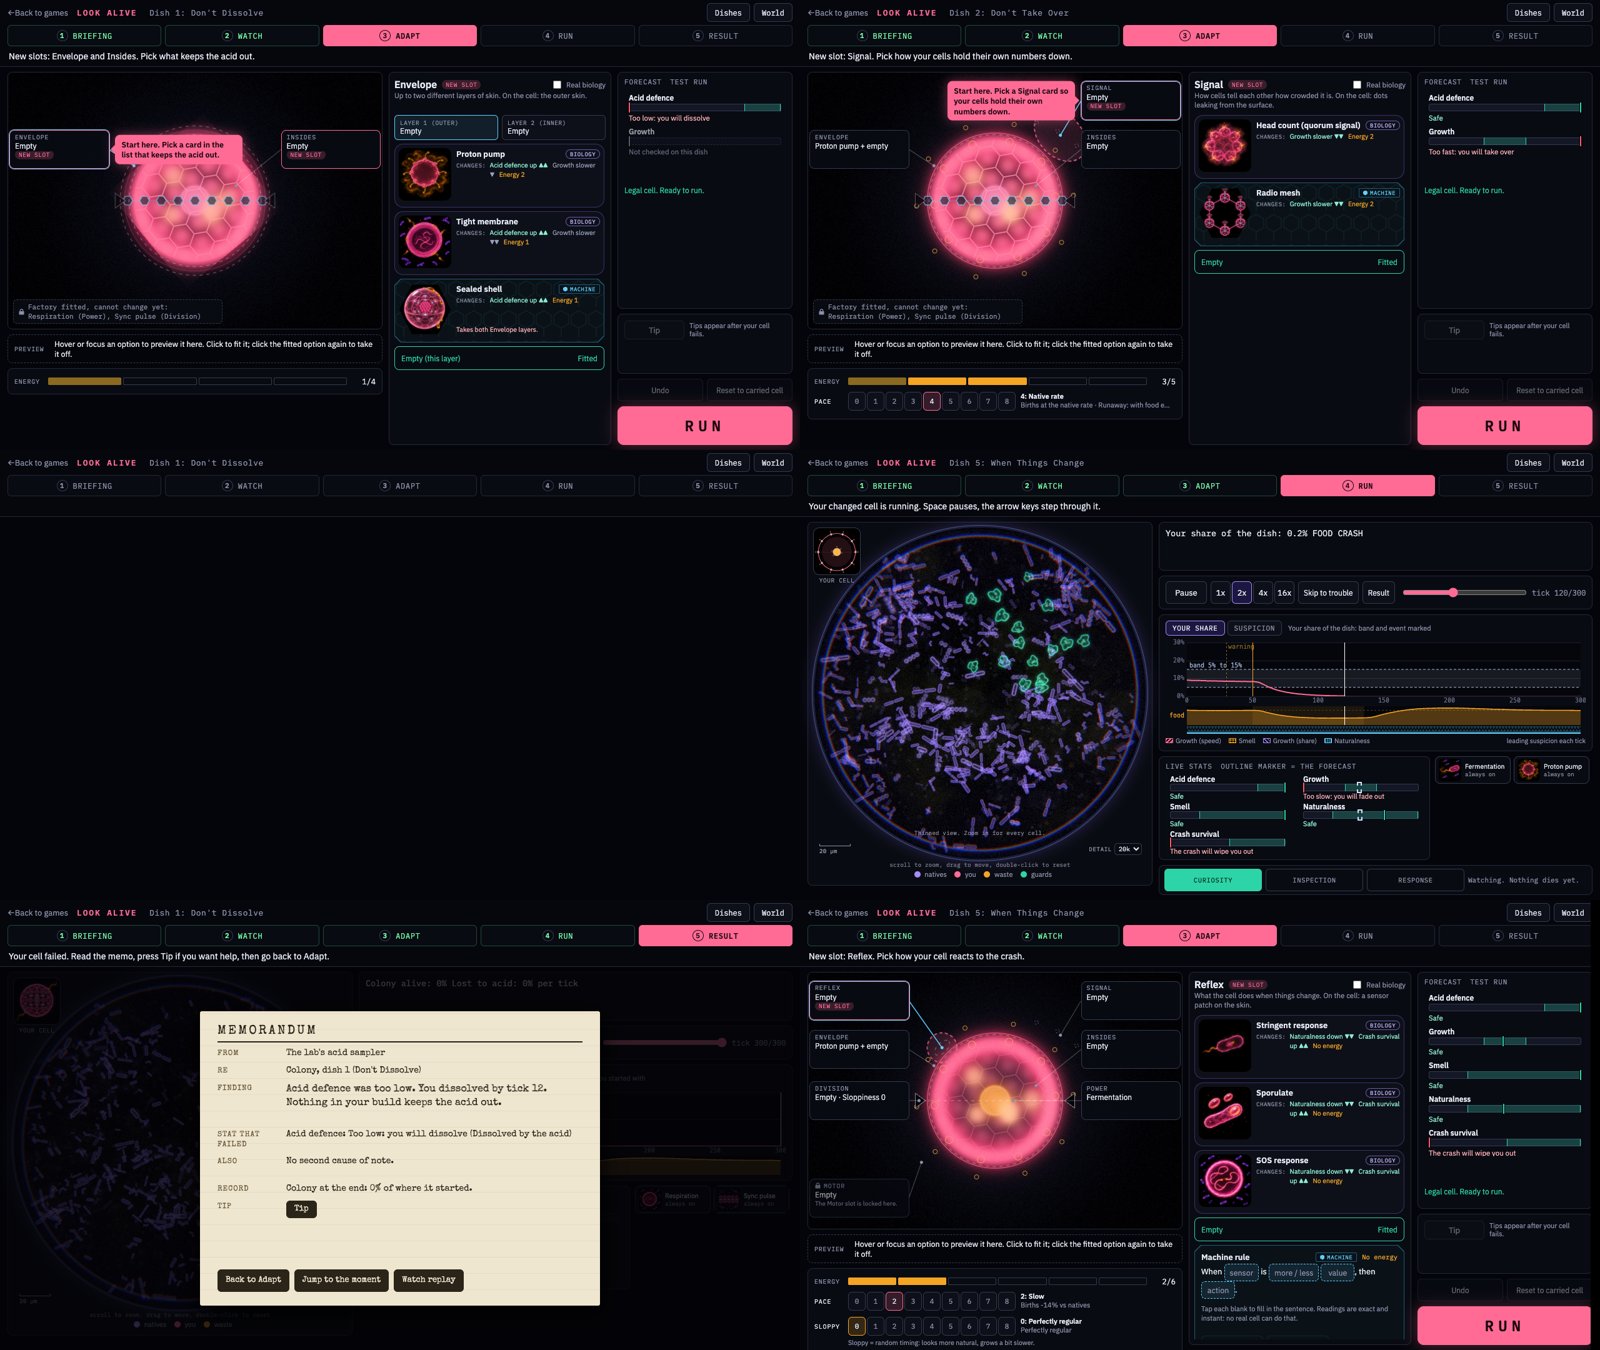 ←Back to games LOOK ALIVE Dish 1: Don't Dissolve Dishes World
1 BRIEFING 2 WATCH 3 ADAPT 4 RUN 5 RESULT
New slots: Envelope and Insides. Pick what keeps the acid out.
ENVELOPE
Empty
NEW SLOT
Start here. Pick a card in the
list that keeps the acid out.
INSIDES
Empty
NEW SLOT
Factory fitted, cannot change yet:
Respiration (Power), Sync pulse (Division)
PREVIEW Hover or focus an option to preview it here. Click to fit it; click the fitted option again to take
it off.
ENERGY 1/4
Envelope NEW SLOT Real biology
Up to two different layers of skin. On the cell: the outer skin.
LAYER 1 (OUTER)
Empty
LAYER 2 (INNER)
Empty
Proton pump BIOLOGY
CHANGES: Acid defence up ▲▲ Growth slower
▼ Energy 2
Tight membrane BIOLOGY
CHANGES: Acid defence up ▲▲ Growth slower
▼▼ Energy 1
Sealed shell MACHINE
CHANGES: Acid defence up ▲▲ Energy 1
Takes both Envelope layers.
Empty (this layer) Fitted
FORECAST TEST RUN
Acid defence
Too low: you will dissolve
Growth
Not checked on this dish
Legal cell. Ready to run.
Tip Tips appear after your cell
fails.
Undo Reset to carried cell
RUN
←Back to games LOOK ALIVE Dish 2: Don't Take Over Dishes World
1 BRIEFING 2 WATCH 3 ADAPT 4 RUN 5 RESULT
New slot: Signal. Pick how your cells hold their own numbers down.
Start here. Pick a Signal card so
your cells hold their own
numbers down.
SIGNAL
Empty
NEW SLOT
ENVELOPE
Proton pump + empty
INSIDES
Empty
Factory fitted, cannot change yet:
Respiration (Power), Sync pulse (Division)
PREVIEW Hover or focus an option to preview it here. Click to fit it; click the fitted option again to take
it off.
ENERGY 3/5
PACE 0 1 2 3 4 5 6 7 8 4: Native rate
Births at the native rate · Runaway: with food e...
Signal NEW SLOT Real biology
How cells tell each other how crowded it is. On the cell: dots
leaking from the surface.
Head count (quorum signal) BIOLOGY
CHANGES: Growth slower ▼▼ Energy 2
Radio mesh MACHINE
CHANGES: Growth slower ▼▼ Energy 2
Empty Fitted
FORECAST TEST RUN
Acid defence
Safe
Growth
Too fast: you will take over
Legal cell. Ready to run.
Tip Tips appear after your cell
fails.
Undo Reset to carried cell
RUN
←Back to games LOOK ALIVE Dish 1: Don't Dissolve Dishes World
1 BRIEFING 2 WATCH 3 ADAPT 4 RUN 5 RESULT
←Back to games LOOK ALIVE Dish 5: When Things Change Dishes World
1 BRIEFING 2 WATCH 3 ADAPT 4 RUN 5 RESULT
Your changed cell is running. Space pauses, the arrow keys step through it.
YOUR CELL
Thinned view. Zoom in for every cell.
20 µm
DETAIL 20k
scroll to zoom, drag to move, double-click to reset
natives you waste guards
Your share of the dish: 0.2% FOOD CRASH
Pause 1x 2x 4x 16x Skip to trouble Result tick 120/300
YOUR SHARE SUSPICION Your share of the dish: band and event marked
30%
warning
20%
band 5% to 15%
10%
0%
0 50 100 150 200 250 300
food
Growth (speed) Smell Growth (share) Naturalness leading suspicion each tick
LIVE STATS OUTLINE MARKER = THE FORECAST
Acid defence
Safe
Growth
Too slow: you will fade out
Smell
Safe
Naturalness
Safe
Crash survival
The crash will wipe you out
Fermentation
always on
Proton pump
always on
CURIOSITY INSPECTION RESPONSE Watching. Nothing dies yet.
←Back to games LOOK ALIVE Dish 1: Don't Dissolve Dishes World
1 BRIEFING 2 WATCH 3 ADAPT 4 RUN 5 RESULT
Your cell failed. Read the memo, press Tip if you want help, then go back to Adapt.
Colony alive: 0% Lost to acid: 0% per tick
YOUR CELL
tick 300/300
MEMORANDUM
FROM The lab's acid sampler
RE Colony, dish 1 (Don't Dissolve)
FINDING Acid defence was too low. You dissolved by tick 12.
Nothing in your build keeps the acid out.
STAT THAT
FAILED
Acid defence: Too low: you will dissolve (Dissolved by the acid)
ALSO No second cause of note.
RECORD Colony at the end: 0% of where it started.
TIP Tip
Back to Adapt Jump to the moment Watch replay
Respiration
always on
Sync pulse
always on
natives you waste
←Back to games LOOK ALIVE Dish 5: When Things Change Dishes World
1 BRIEFING 2 WATCH 3 ADAPT 4 RUN 5 RESULT
New slot: Reflex. Pick how your cell reacts to the crash.
REFLEX
Empty
NEW SLOT
SIGNAL
Empty
ENVELOPE
Proton pump + empty
INSIDES
Empty
DIVISION
Empty · Sloppiness 0
POWER
Fermentation
MOTOR
Empty
The Motor slot is locked here.
PREVIEW Hover or focus an option to preview it here. Click to fit it; click the fitted option again to take
it off.
ENERGY 2/6
PACE 0 1 2 3 4 5 6 7 8 2: Slow
Births -14% vs natives
SLOPPY 0 1 2 3 4 5 6 7 8 0: Perfectly regular
Perfectly regular
Sloppy = random timing: looks more natural, grows a bit slower.
Reflex NEW SLOT Real biology
What the cell does when things change. On the cell: a sensor
patch on the skin.
Stringent response BIOLOGY
CHANGES: Naturalness down ▼▼ Crash survival
up ▲▲ No energy
Sporulate BIOLOGY
CHANGES: Naturalness down ▼▼ Crash survival
up ▲▲ No energy
SOS response BIOLOGY
CHANGES: Naturalness down ▼▼ Crash survival
up ▲▲ No energy
Empty Fitted
Machine rule MACHINE No energy
When sensor is more / less value, then
action.
Tap each blank to fill in the sentence. Readings are exact and
instant: no real cell can do that.
FORECAST TEST RUN
Acid defence
Safe
Growth
Safe
Smell
Safe
Naturalness
Safe
Crash survival
The crash will wipe you out
Legal cell. Ready to run.
Tip Tips appear after your cell
fails.
Undo Reset to carried cell
RUN